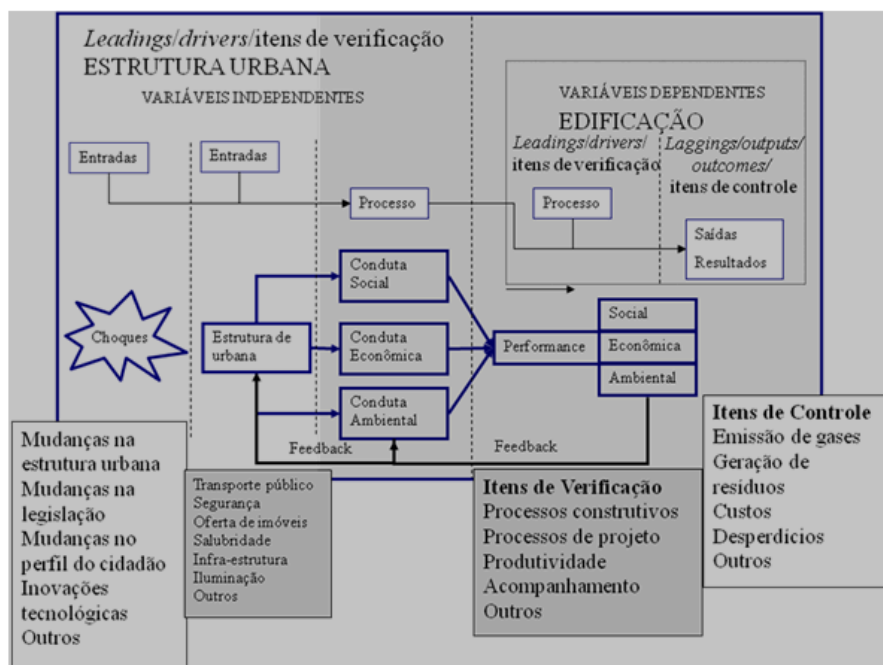 Leadings/drivers/itens de verificação
ESTRUTURA URBANA
VARIÁVEIS INDEPENDENTES
VARIÁVEIS DEPENDENTES
EDIFICAÇÃO
Leadings/drivers/
itens de verificação
Laggings/outputs/
outcomes/
itens de controle
Entradas
Entradas
Processo
Processo
Saídas
Resultados
Choques
Estrutura de
urbana
Conduta
Social
Conduta
Econômica
Conduta
Ambiental
Performance
Social
Econômica
Ambiental
Feedback
Feedback
Mudanças na
estrutura urbana
Mudanças na
legislação
Mudanças no
perfil do cidadão
Inovações
tecnológicas
Outros
Transporte público
Segurança
Oferta de imóveis
Salubridade
Infra-estrutura
Iluminação
Outros
Itens de Verificação
Processos construtivos
Processos de projeto
Produtividade
Acompanhamento
Outros
Itens de Controle
Emissão de gases
Geração de
resíduos
Custos
Desperdícios
Outros